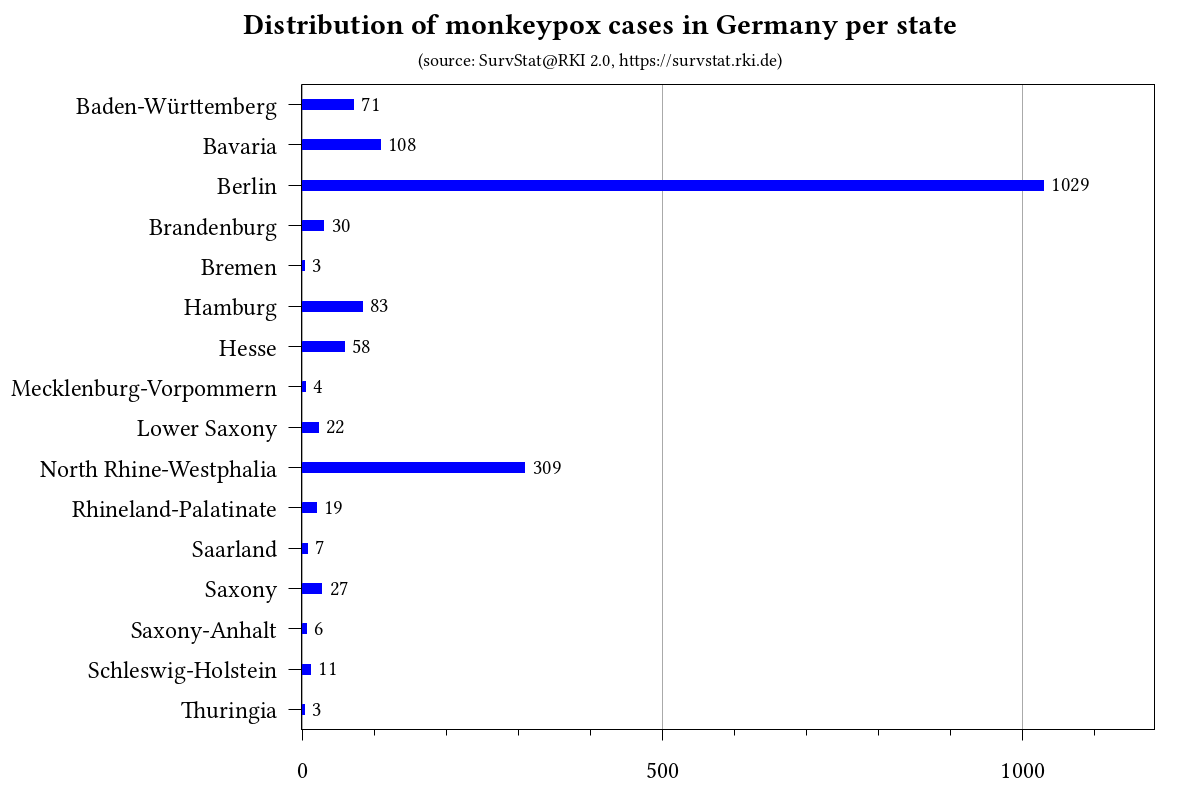 Distribution of monkeypox cases in Germany per state
(source: SurvStat@RKI 2.0, https://survstat.rki.de)
Baden-Württemberg 71
Bavaria 108
Berlin 1029
Brandenburg 30
Bremen 3
Hamburg 83
Hesse 58
Mecklenburg-Vorpommern 4
Lower Saxony 22
North Rhine-Westphalia 309
Rhineland-Palatinate 19
Saarland 7
Saxony 27
Saxony-Anhalt 6
Schleswig-Holstein 11
Thuringia 3
0 500 1000